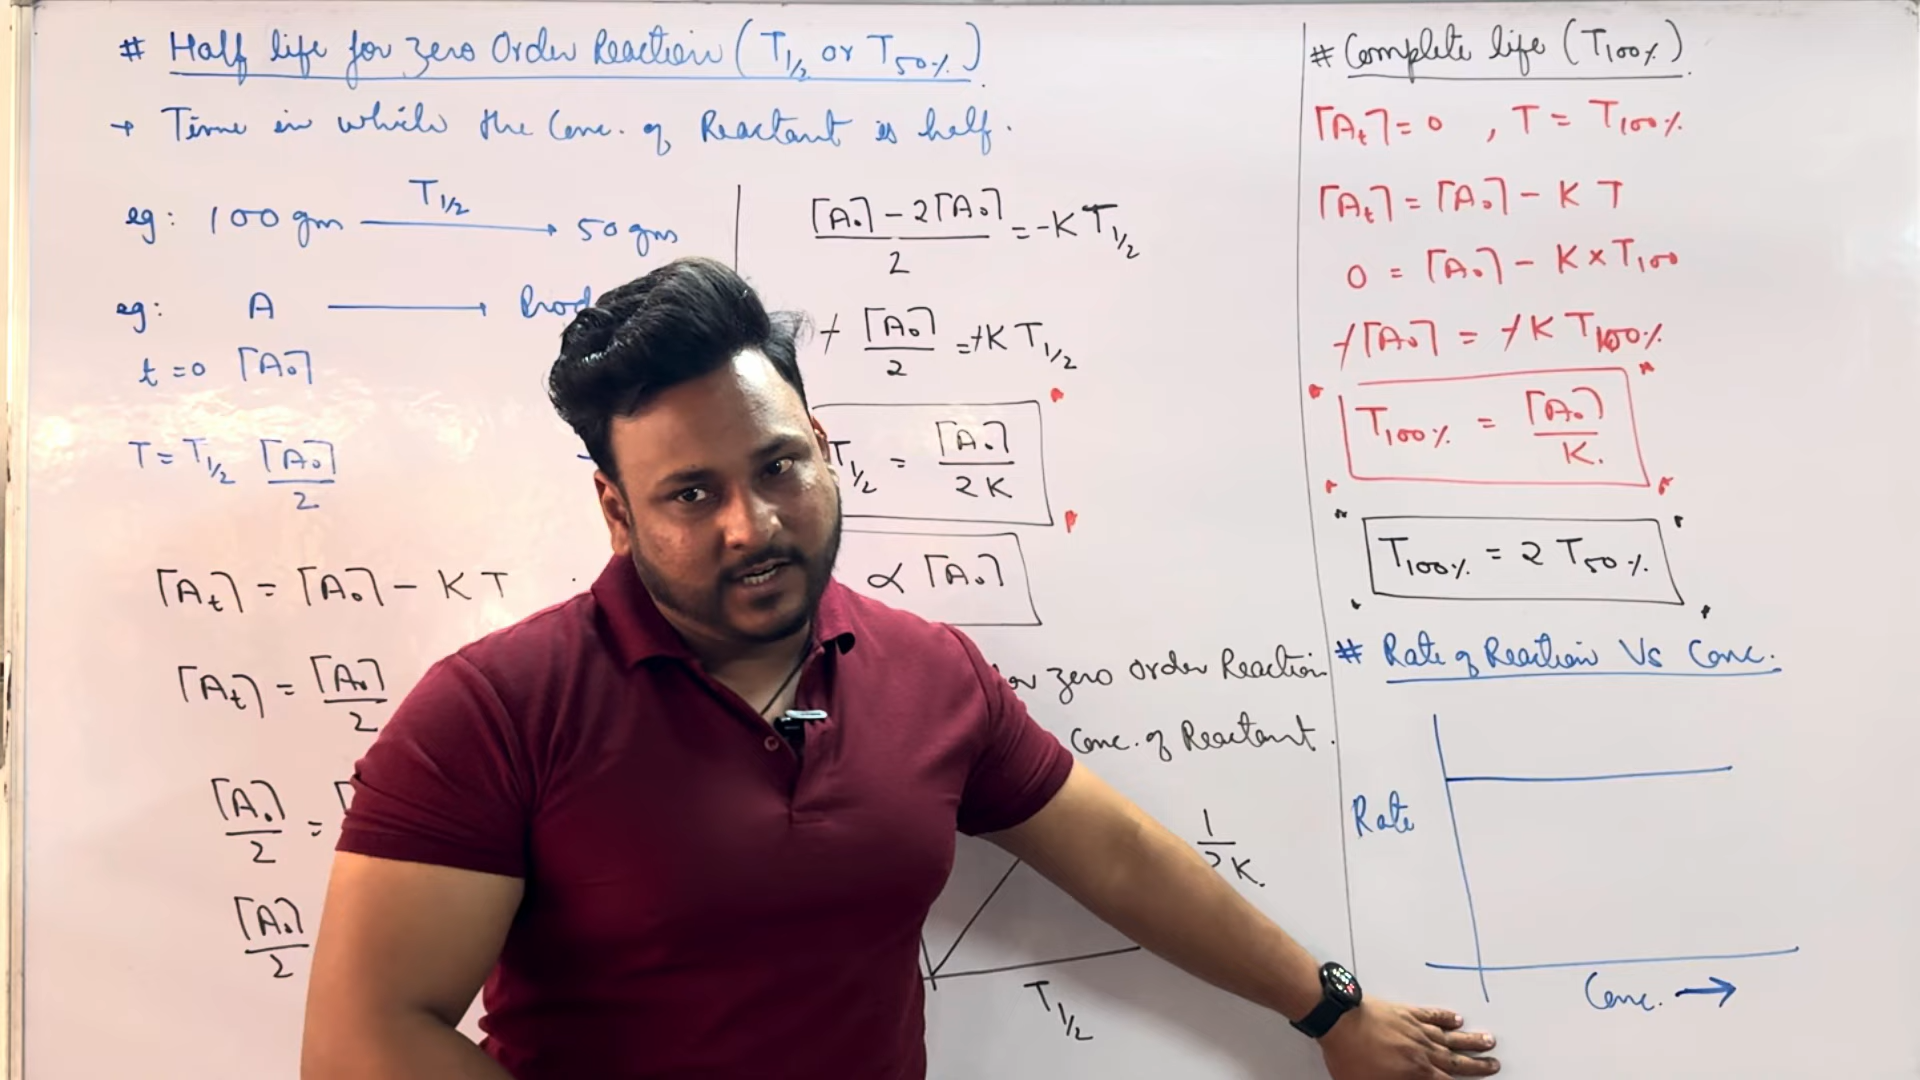 # Half life for zero Order Reaction (T1/2 or T50%)
→ Time in which the Conc. of Reactant is half.
eg: 100 gm T1/2 → 50 gm
eg: A →
t = 0 [A₀]
T = T1/2 [A₀]/2
[At] = [A₀] - KT
[At] = [A₀]/2
[A₀]/2 =
[A₀]/2
[A₀] - 2[A₀]/2 = -K T1/2
- [A₀]/2 = -K T1/2
T1/2 = [A₀]/2K
∝ [A₀]
zero Order Reaction
Conc. of Reactant.
1/2K.
T1/2
# Complete life (T100%)
[At] = 0 , T = T100%
[At] = [A₀] - K T
0 = [A₀] - K × T100
-[A₀] = -K T100%
T100% = [A₀]/K.
T100% = 2 T50%
# Rate of Reaction Vs Conc.
Rate
Conc. →